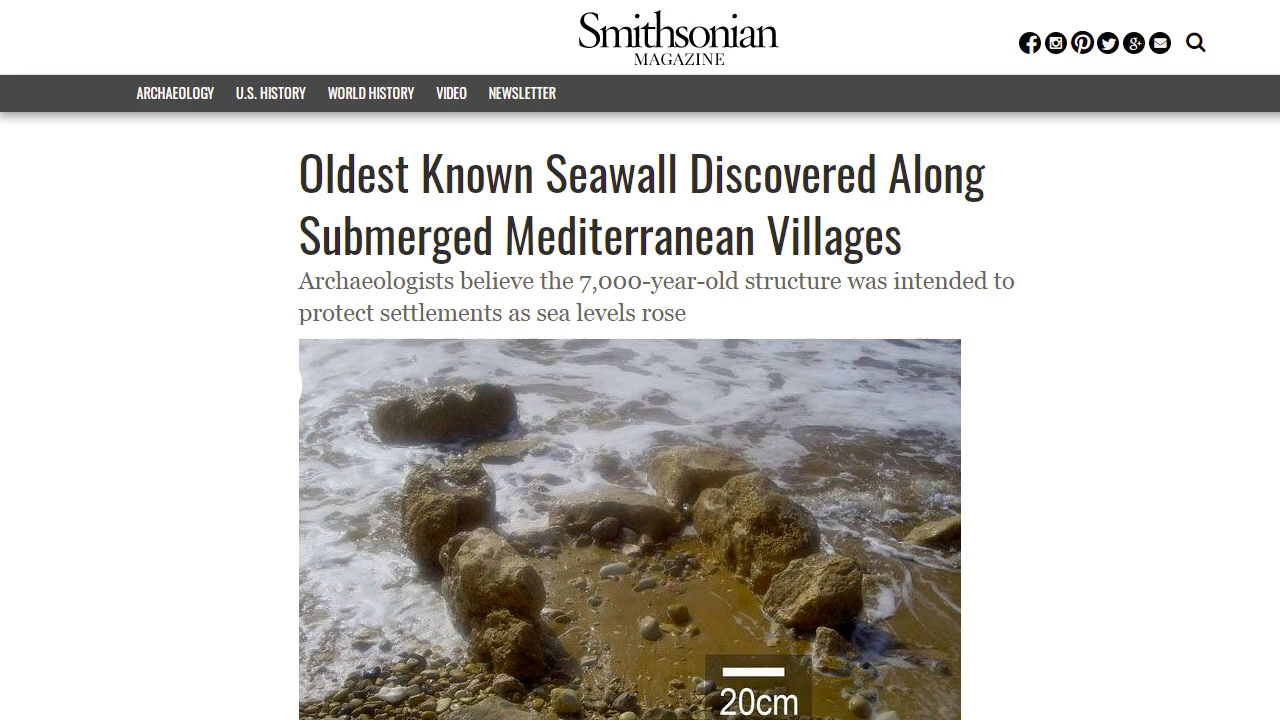 Smithsonian
MAGAZINE
ARCHAEOLOGY U.S. HISTORY WORLD HISTORY VIDEO NEWSLETTER
Oldest Known Seawall Discovered Along
Submerged Mediterranean Villages
Archaeologists believe the 7,000-year-old structure was intended to
protect settlements as sea levels rose
20cm